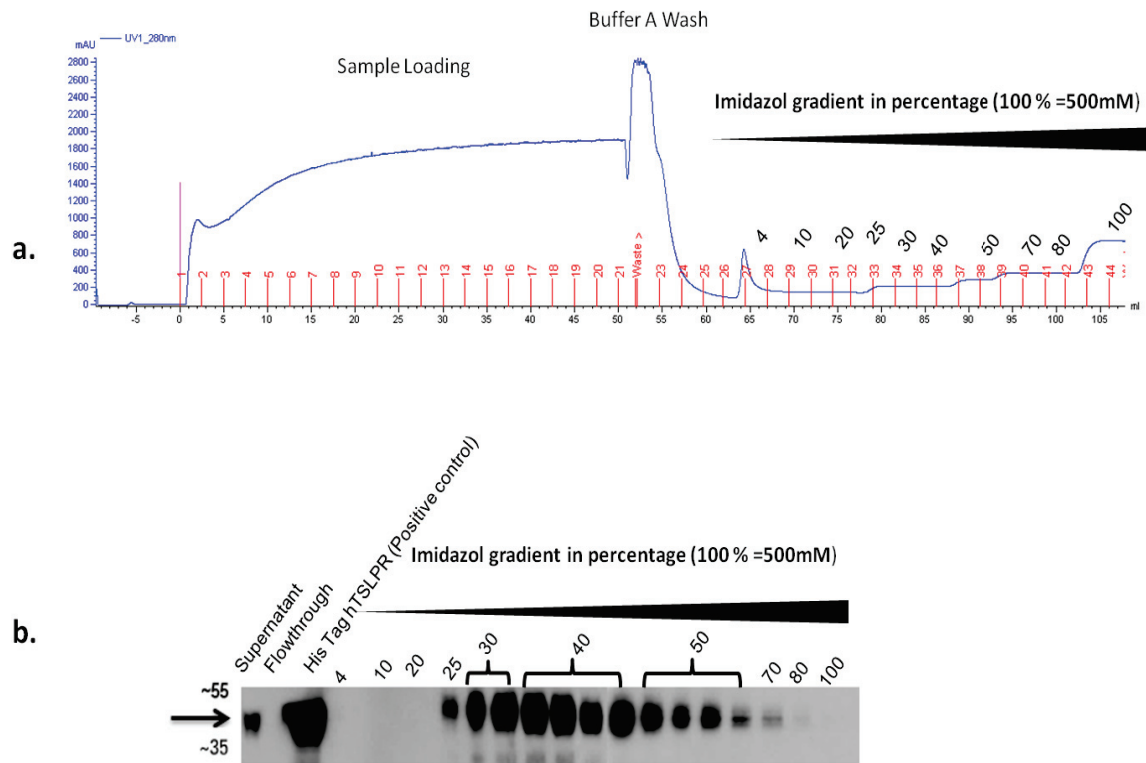 Buffer A Wash
mAU
UV1_280nm
Sample Loading
Imidazol gradient in percentage (100 % =500mM)
2800
2600
2400
2200
2000
1800
1600
1400
1200
1000
800
600
400
200
0
a.
4 10 20 25 30 40 50 70 80 100
1 2 3 4 5 6 7 8 9 10 11 12 13 14 15 16 17 18 19 20 21 Waste > 23 24 25 26 27 28 29 30 31 32 33 34 35 36 37 38 39 40 41 42 43 44
-5 0 5 10 15 20 25 30 35 40 45 50 55 60 65 70 75 80 85 90 95 100 105 ml
Supernatant
Flowthrough
His Tag hTSLPR (Positive control)
Imidazol gradient in percentage (100 % =500mM)
b.
4 10 20 25 30 40 50 70 80 100
~55
~35